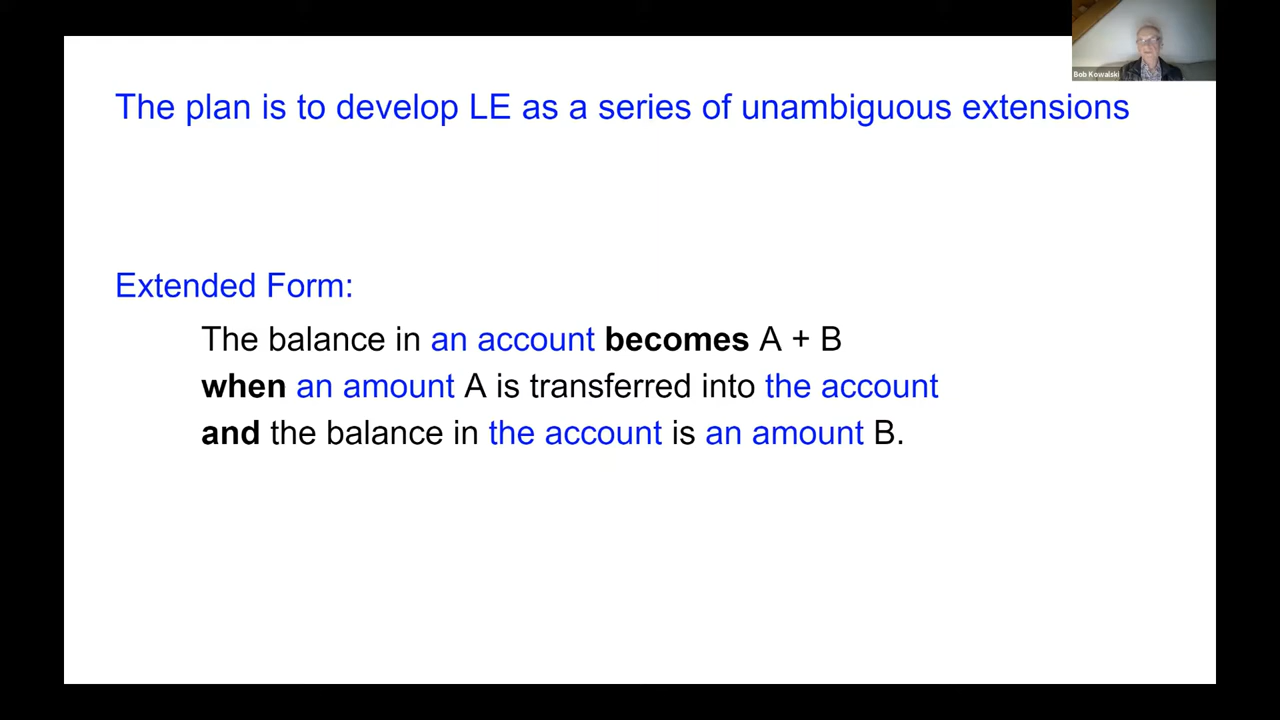 Bob Kowalski
The plan is to develop LE as a series of unambiguous extensions
Extended Form:
The balance in an account becomes A + B
when an amount A is transferred into the account
and the balance in the account is an amount B.